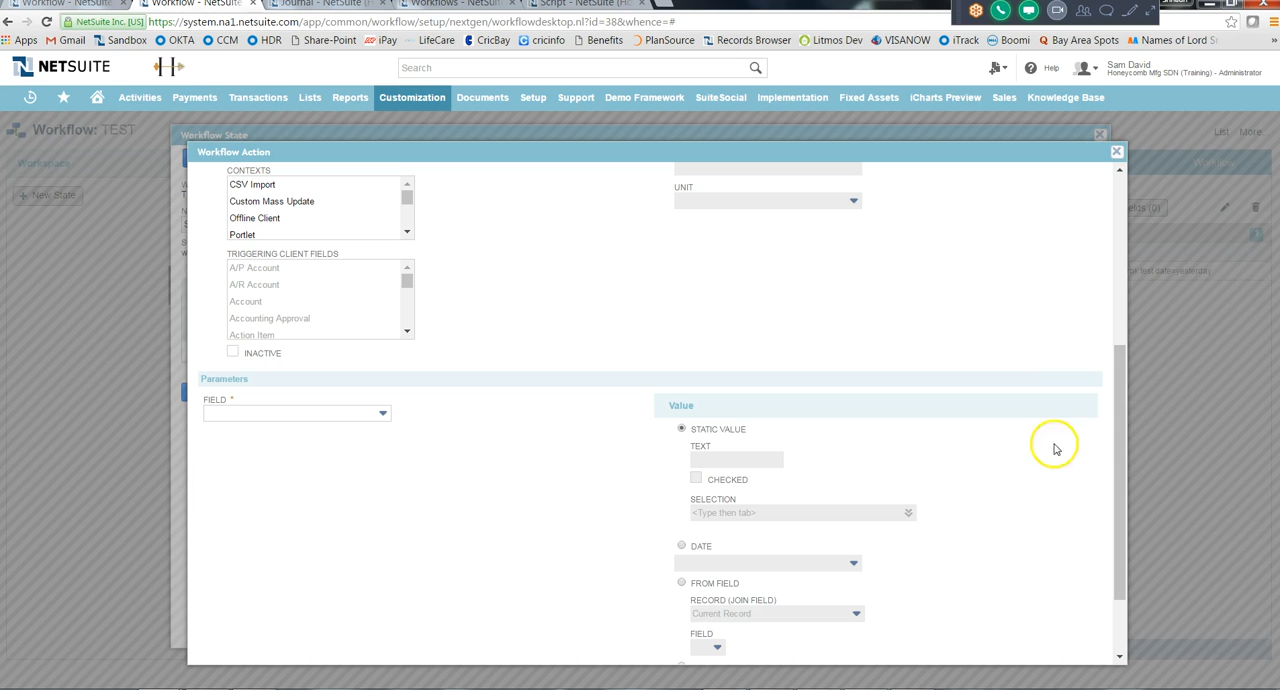 Workflow - NetSuite
Workflow - NetSuite
Journal - NetSuite (H
Workflows - NetSuite
Script - NetSuite (Ho
NetSuite Inc. [US]
https://system.na1.netsuite.com/app/common/workflow/setup/nextgen/workflowdesktop.nl?id=38&whence=#
Apps Gmail Sandbox OKTA CCM HDR Share-Point iPay LifeCare CricBay cricinfo Benefits PlanSource Records Browser Litmos Dev VISANOW iTrack Boomi Bay Area Spots Names of Lord S »
NETSUITE
Search
Help
Sam David
Honeycomb Mfg SDN (Training) - Administrator
Activities Payments Transactions Lists Reports Customization Documents Setup Support Demo Framework SuiteSocial Implementation Fixed Assets iCharts Preview Sales Knowledge Base
Workflow: TEST
List More...
Workspace
Workflow State
Workflow
New State
Workflow Action
CONTEXTS
CSV Import
Custom Mass Update
Offline Client
Portlet
UNIT
elds (0)
TRIGGERING CLIENT FIELDS
A/P Account
A/R Account
Account
Accounting Approval
Action Item
INACTIVE
Parameters
FIELD *
Value
STATIC VALUE
TEXT
CHECKED
SELECTION
<Type then tab>
DATE
FROM FIELD
RECORD (JOIN FIELD)
Current Record
FIELD